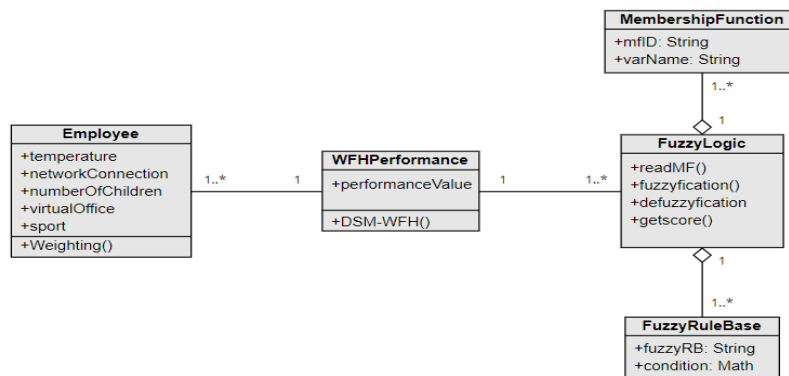 MembershipFunction
+mfID: String
+varName: String
1..*
1
Employee
+temperature
+networkConnection
+numberOfChildren
+virtualOffice
+sport
+Weighting()
1..*
1
WFHPerformance
+performanceValue
+DSM-WFH()
1
1..*
FuzzyLogic
+readMF()
+fuzzyfication()
+defuzzyfication
+getscore()
1
1..*
FuzzyRuleBase
+fuzzyRB: String
+condition: Math